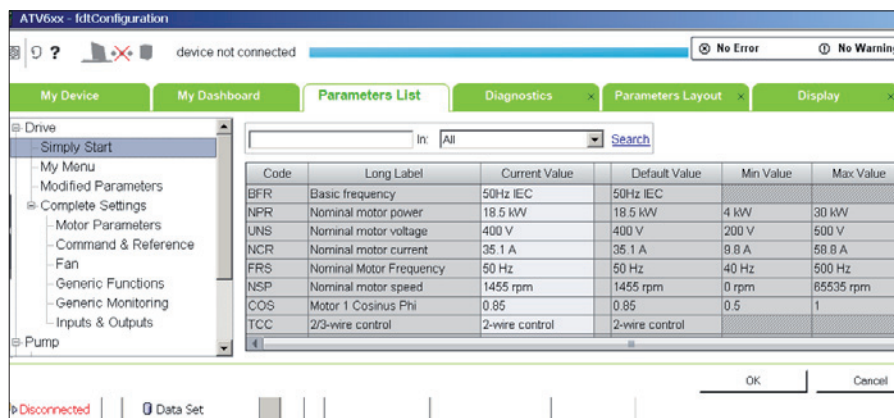 ATV6xx - fdtConfiguration
? device not connected No Error No Warning
My Device My Dashboard Parameters List Diagnostics × Parameters Layout × Display ×
Drive
Simply Start
My Menu
Modified Parameters
Complete Settings
Motor Parameters
Command & Reference
Fan
Generic Functions
Generic Monitoring
Inputs & Outputs
Pump
In: All Search
Code Long Label Current Value Default Value Min Value Max Value
BFR Basic frequency 50Hz IEC 50Hz IEC
NPR Nominal motor power 18.5 kW 18.5 kW 4 kW 30 kW
UNS Nominal motor voltage 400 V 400 V 200 V 500 V
NCR Nominal motor current 35.1 A 35.1 A 9.8 A 58.8 A
FRS Nominal Motor Frequency 50 Hz 50 Hz 40 Hz 500 Hz
NSP Nominal motor speed 1455 rpm 1455 rpm 0 rpm 65535 rpm
COS Motor 1 Cosinus Phi 0.85 0.85 0.5 1
TCC 2/3-wire control 2-wire control 2-wire control
OK Cancel
Disconnected Data Set